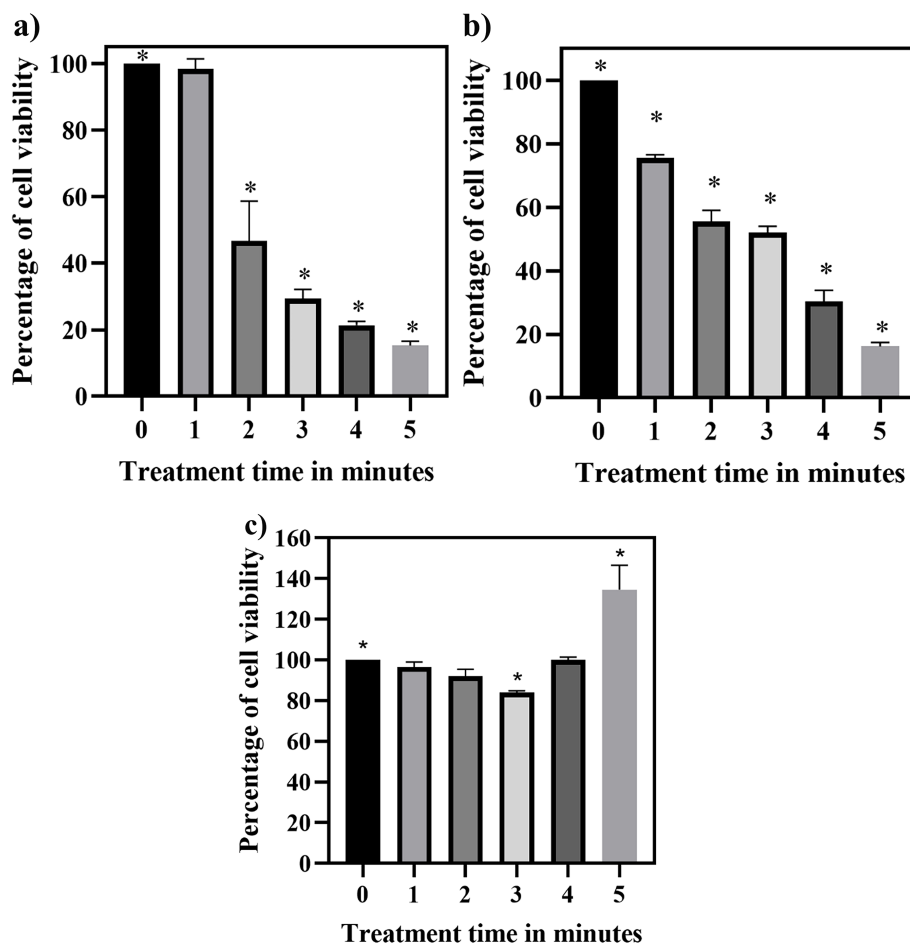 a)
Percentage of cell viability
100
80
60
40
20
0
*
*
*
*
*
0 1 2 3 4 5
Treatment time in minutes
b)
Percentage of cell viability
100
80
60
40
20
0
*
*
*
*
*
*
0 1 2 3 4 5
Treatment time in minutes
c)
Percentage of cell viability
160
140
120
100
80
60
40
20
0
*
*
*
0 1 2 3 4 5
Treatment time in minutes